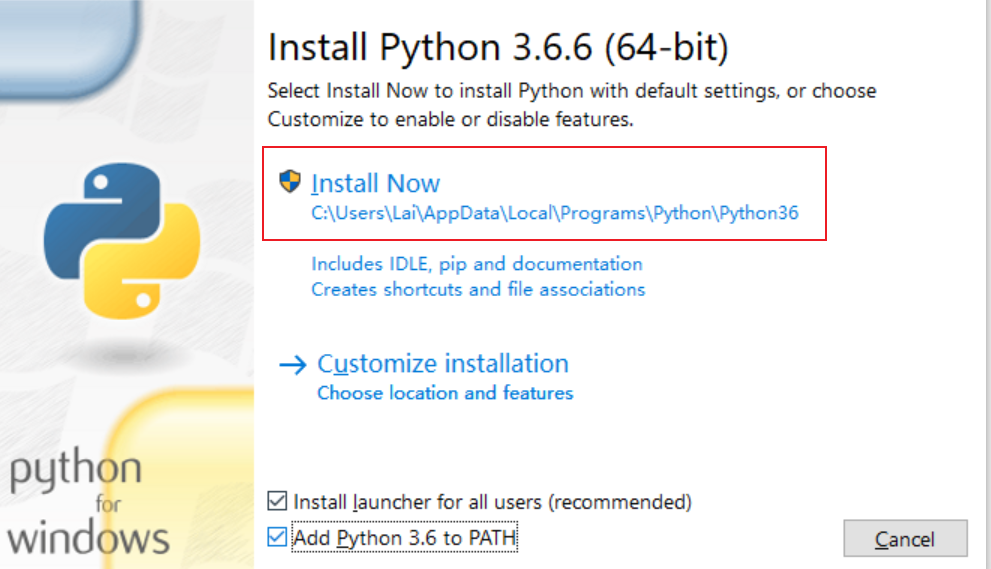 Install Python 3.6.6 (64-bit)
Select Install Now to install Python with default settings, or choose
Customize to enable or disable features.
Install Now
C:\Users\Lai\AppData\Local\Programs\Python\Python36
Includes IDLE, pip and documentation
Creates shortcuts and file associations
Customize installation
Choose location and features
python
for
windows
Install launcher for all users (recommended)
Add Python 3.6 to PATH
Cancel